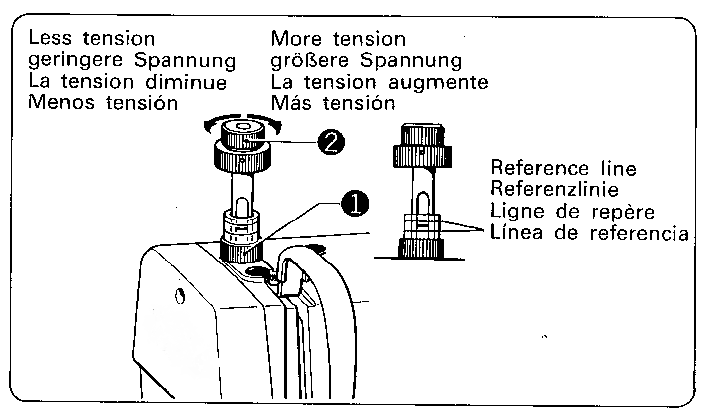 Less tension
geringere Spannung
La tension diminue
Menos tensión
More tension
größere Spannung
La tension augmente
Más tensión
2
1
Reference line
Referenzlinie
Ligne de repère
Línea de referencia